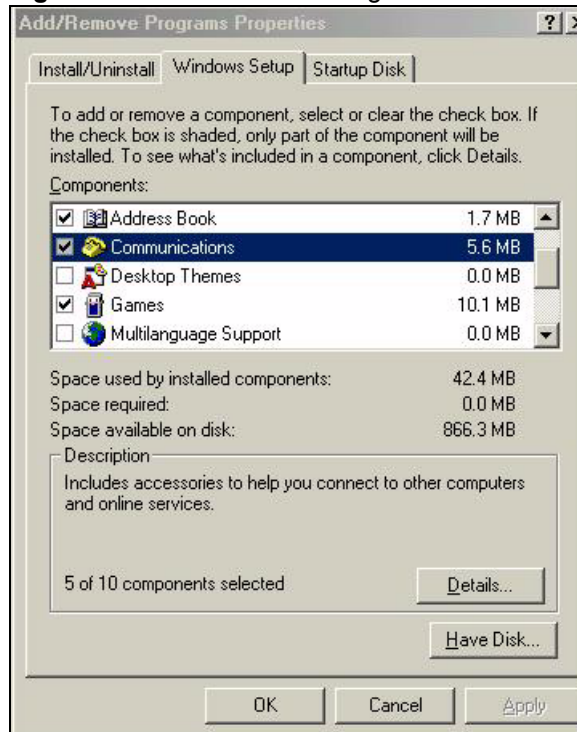 Add/Remove Programs Properties
Install/Uninstall Windows Setup Startup Disk
To add or remove a component, select or clear the check box. If
the check box is shaded, only part of the component will be
installed. To see what's included in a component, click Details.
Components:
Address Book 1.7 MB
Communications 5.6 MB
Desktop Themes 0.0 MB
Games 10.1 MB
Multilanguage Support 0.0 MB
Space used by installed components: 42.4 MB
Space required: 0.0 MB
Space available on disk: 866.3 MB
Description
Includes accessories to help you connect to other computers
and online services.
5 of 10 components selected
Details...
Have Disk...
OK Cancel Apply